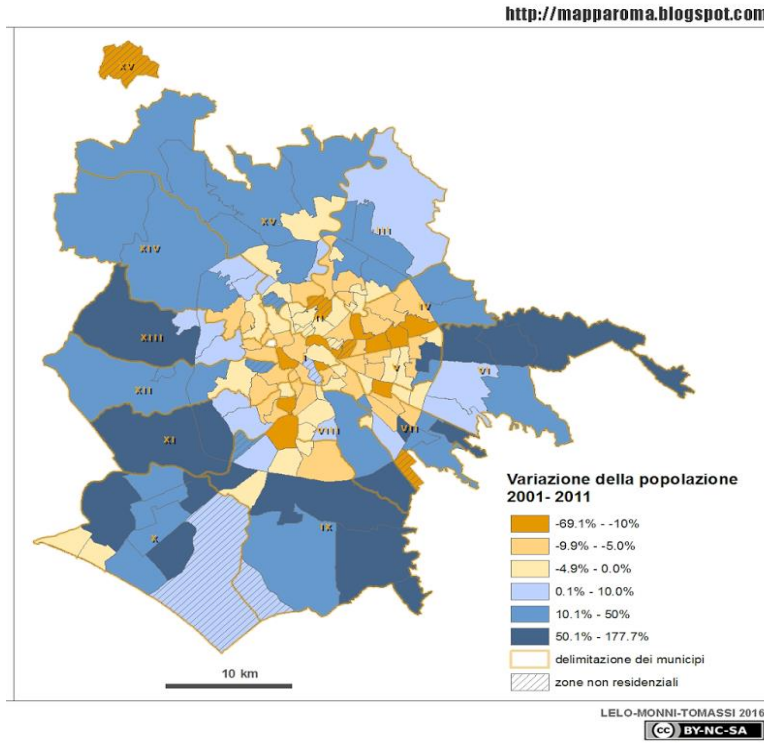 http://mapparoma.blogspot.com
XV
XV
III
XIV
IV
II
XIII
I
V
VI
XII
VIII
VII
XI
IX
X
Variazione della popolazione
2001- 2011
-69.1% - -10%
-9.9% - -5.0%
-4.9% - 0.0%
0.1% - 10.0%
10.1% - 50%
50.1% - 177.7%
delimitazione dei municipi
zone non residenziali
10 km
LELO-MONNI-TOMASSI 2016
cc BY-NC-SA